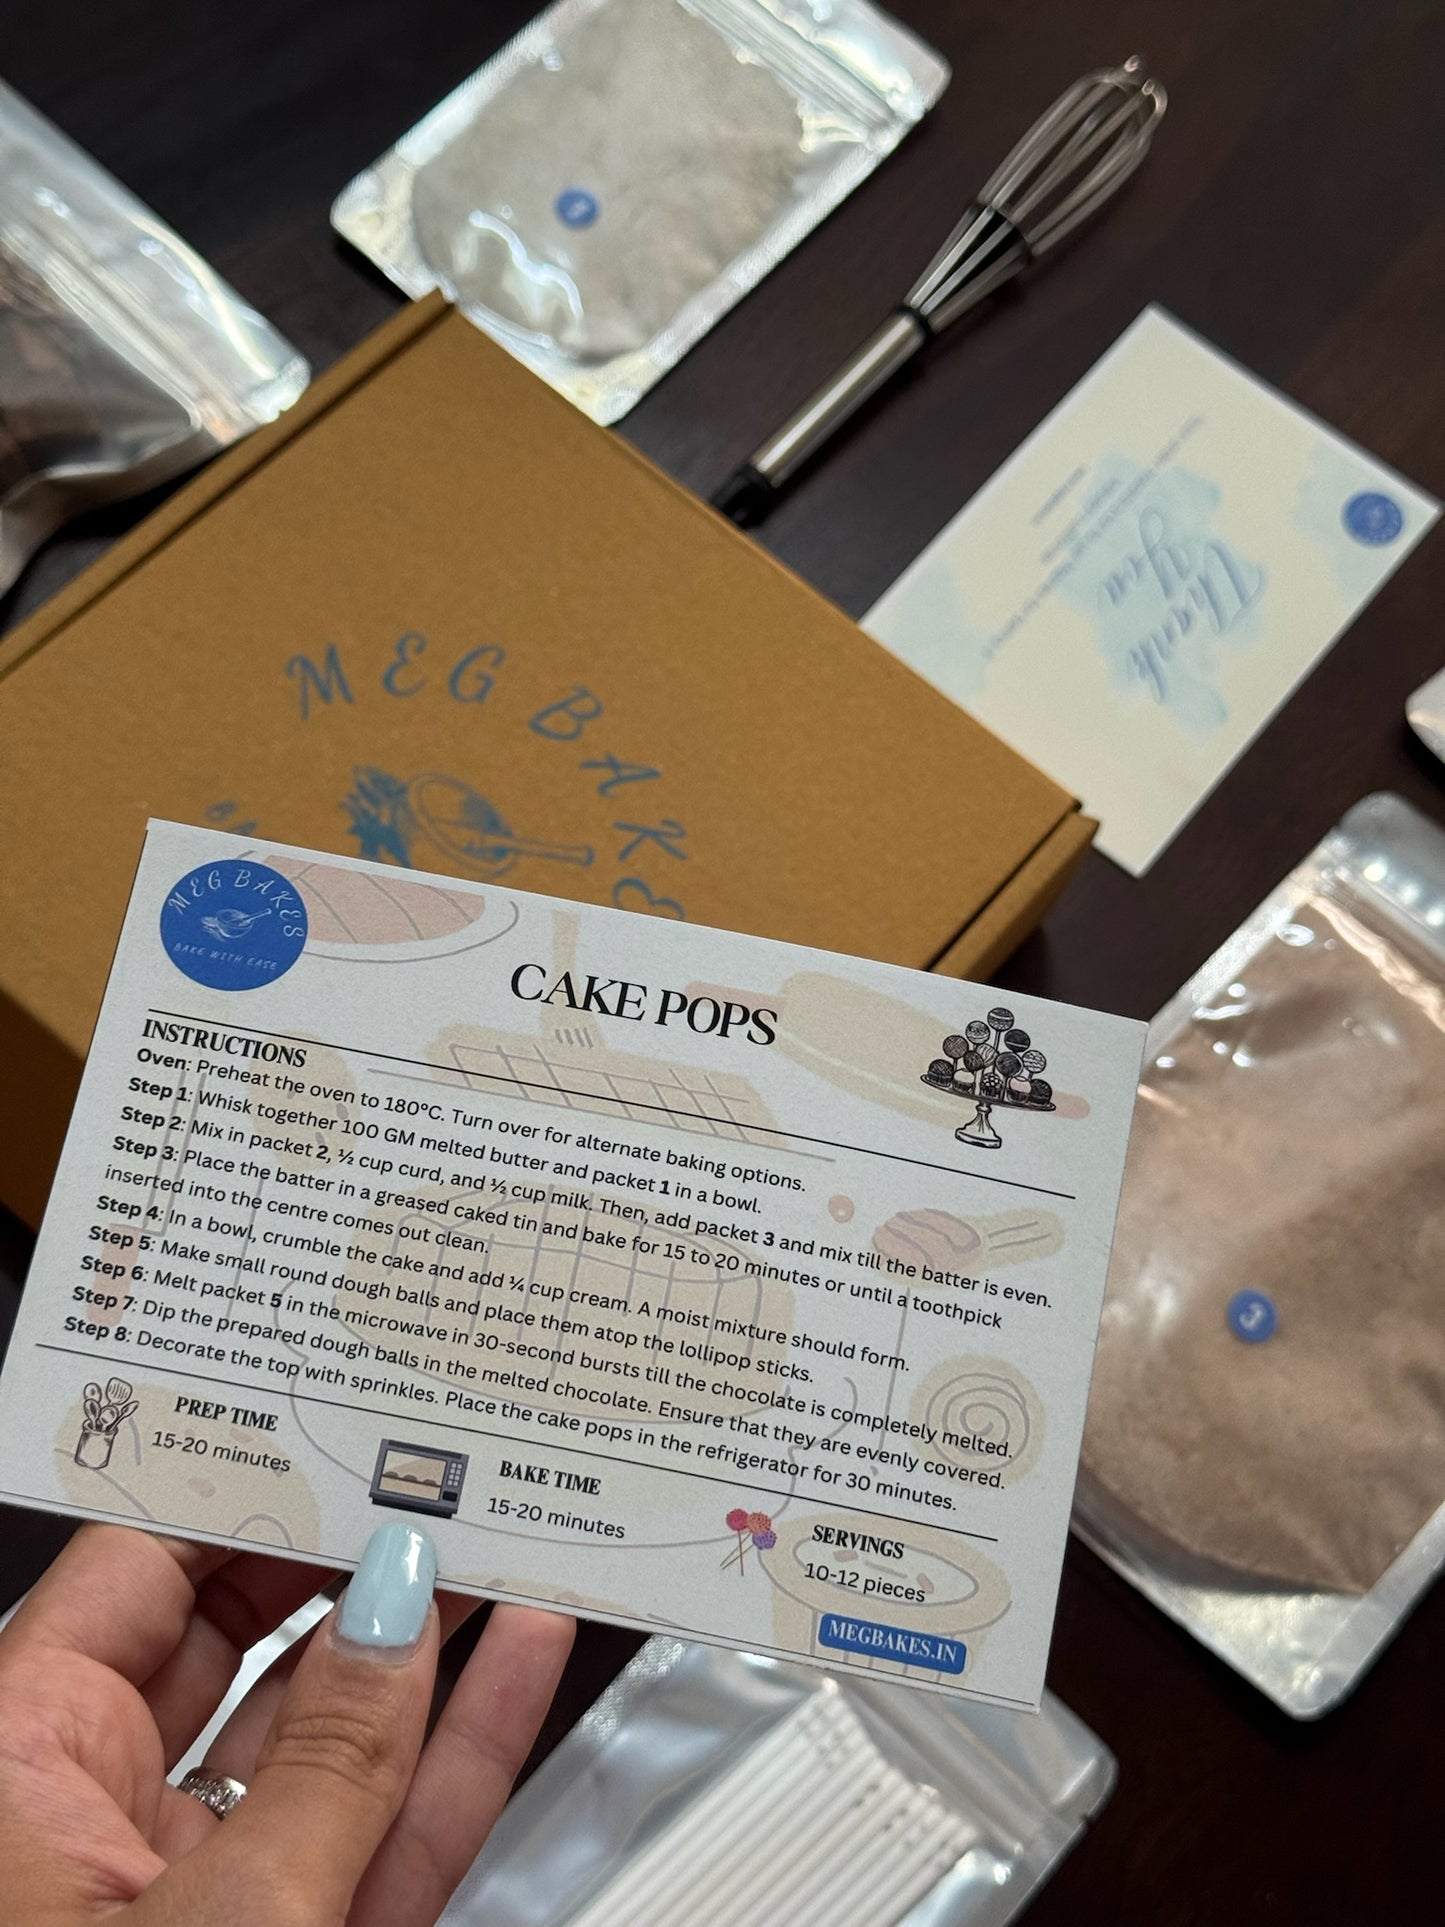 MEG BAKE
MEG BAKES
BAKE WITH EASE
CAKE POPS
INSTRUCTIONS
Oven: Preheat the oven to 180°C. Turn over for alternate baking options.
Step 1: Whisk together 100 GM melted butter and packet 1 in a bowl.
Step 2: Mix in packet 2, ½ cup curd, and ½ cup milk. Then, add packet 3 and mix till the batter is even.
Step 3: Place the batter in a greased caked tin and bake for 15 to 20 minutes or until a toothpick
inserted into the centre comes out clean.
Step 4: In a bowl, crumble the cake and add ¼ cup cream. A moist mixture should form.
Step 5: Make small round dough balls and place them atop the lollipop sticks.
Step 6: Melt packet 5 in the microwave in 30-second bursts till the chocolate is completely melted.
Step 7: Dip the prepared dough balls in the melted chocolate. Ensure that they are evenly covered.
Step 8: Decorate the top with sprinkles. Place the cake pops in the refrigerator for 30 minutes.
PREP TIME
15-20 minutes
BAKE TIME
15-20 minutes
SERVINGS
10-12 pieces
MEGBAKES.IN
Thank
you
3